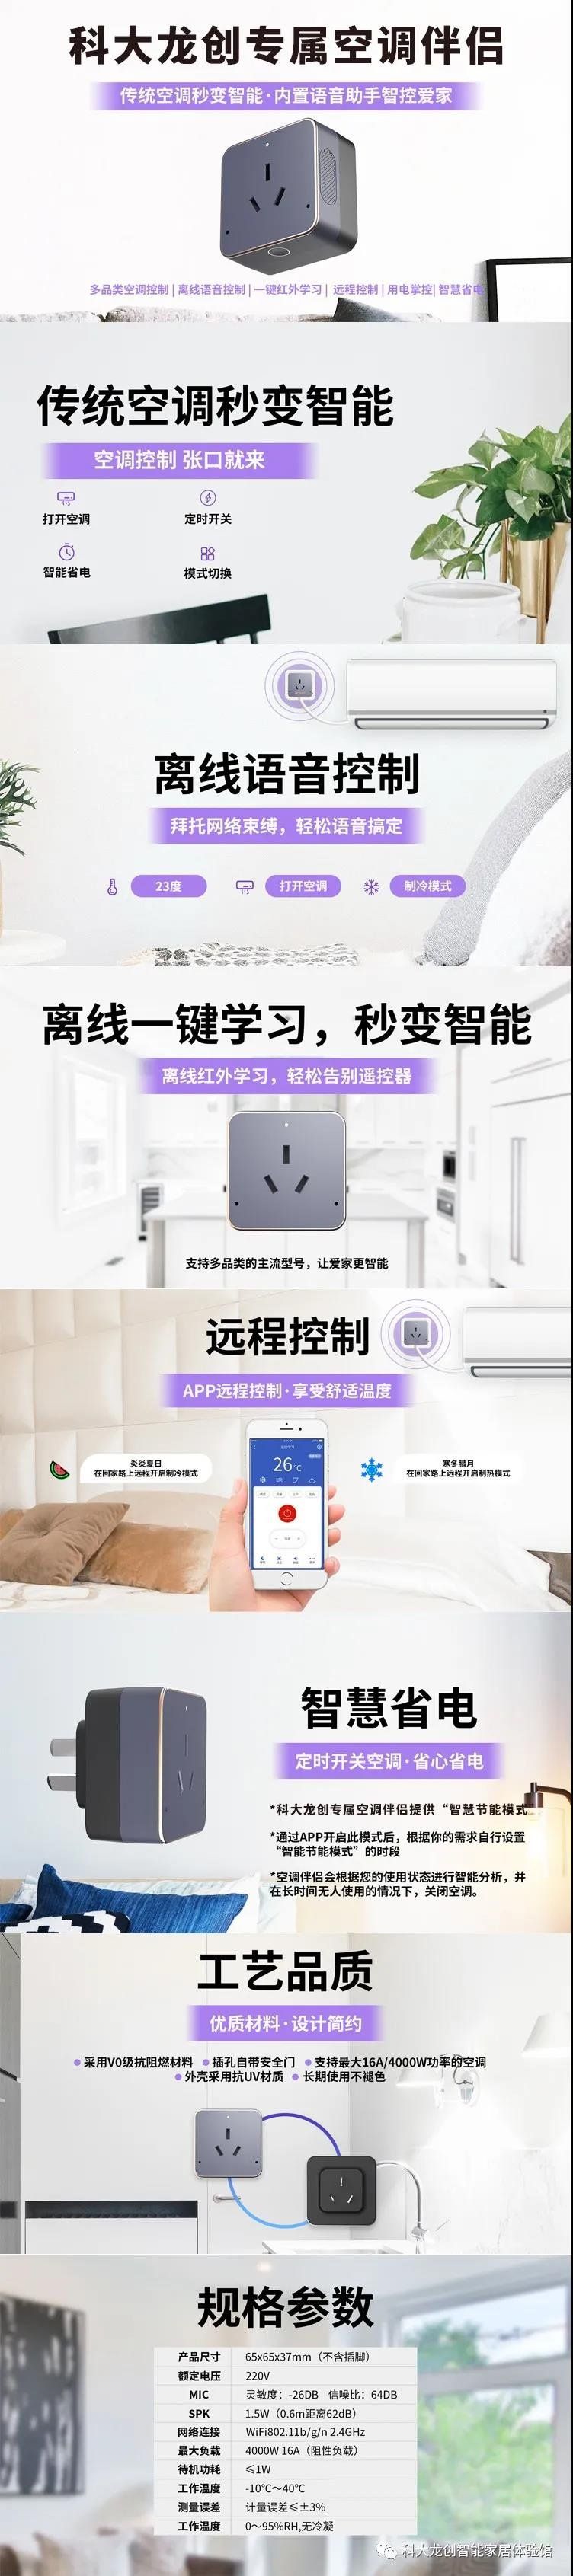 科大龙创专属空调伴侣
传统空调秒变智能·内置语音助手智控爱家
多品类空调控制 | 离线语音控制 | 一键红外学习 | 远程控制 | 用电掌控 | 智慧省电
传统空调秒变智能
空调控制 张口就来
打开空调
定时开关
智能省电
模式切换
离线语音控制
拜托网络束缚，轻松语音搞定
23度
打开空调
制冷模式
离线一键学习，秒变智能
离线红外学习，轻松告别遥控器
支持多品类的主流型号，让爱家更智能
远程控制
APP远程控制·享受舒适温度
炎炎夏日
在回家路上远程开启制冷模式
26℃
寒冬腊月
在回家路上远程开启制热模式
智慧省电
定时开关空调·省心省电
*科大龙创专属空调伴侣提供“智慧节能模式
*通过APP开启此模式后，根据你的需求自行设置
“智能节能模式”的时段
*空调伴侣会根据您的使用状态进行智能分析，并
在长时间无人使用的情况下，关闭空调。
工艺品质
优质材料·设计简约
采用V0级抗阻燃材料 插孔自带安全门 支持最大16A/4000W功率的空调
外壳采用抗UV材质 长期使用不褪色
规格参数
产品尺寸 65x65x37mm（不含插脚）
额定电压 220V
MIC 灵敏度：-26DB 信噪比：64DB
SPK 1.5W（0.6m距离62dB）
网络连接 WiFi802.11b/g/n 2.4GHz
最大负载 4000W 16A（阻性负载）
待机功耗 ≤1W
工作温度 -10℃～40℃
测量误差 计量误差≤±3%
工作温度 0～95%RH,无冷凝
科大龙创智能家居体验馆